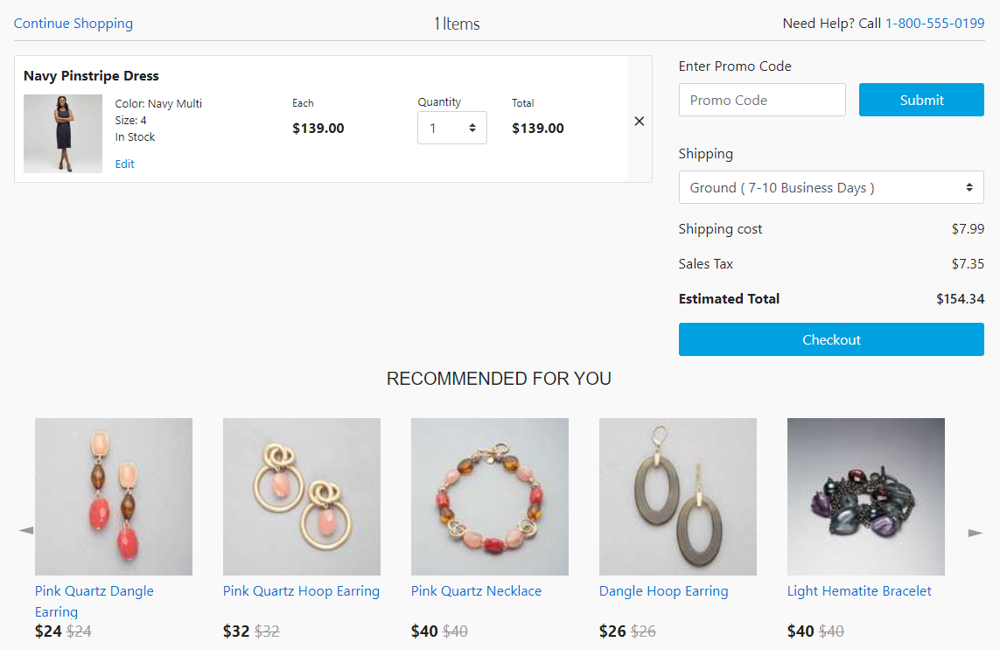 Continue Shopping
1 Items
Need Help? Call 1-800-555-0199
Navy Pinstripe Dress
Color: Navy Multi
Size: 4
In Stock
Edit
Each
$139.00
Quantity
1
Total
$139.00
×
Enter Promo Code
Promo Code
Submit
Shipping
Ground ( 7-10 Business Days )
Shipping cost $7.99
Sales Tax $7.35
Estimated Total $154.34
Checkout
RECOMMENDED FOR YOU
Pink Quartz Dangle
Earring
$24 $24
Pink Quartz Hoop Earring
$32 $32
Pink Quartz Necklace
$40 $40
Dangle Hoop Earring
$26 $26
Light Hematite Bracelet
$40 $40